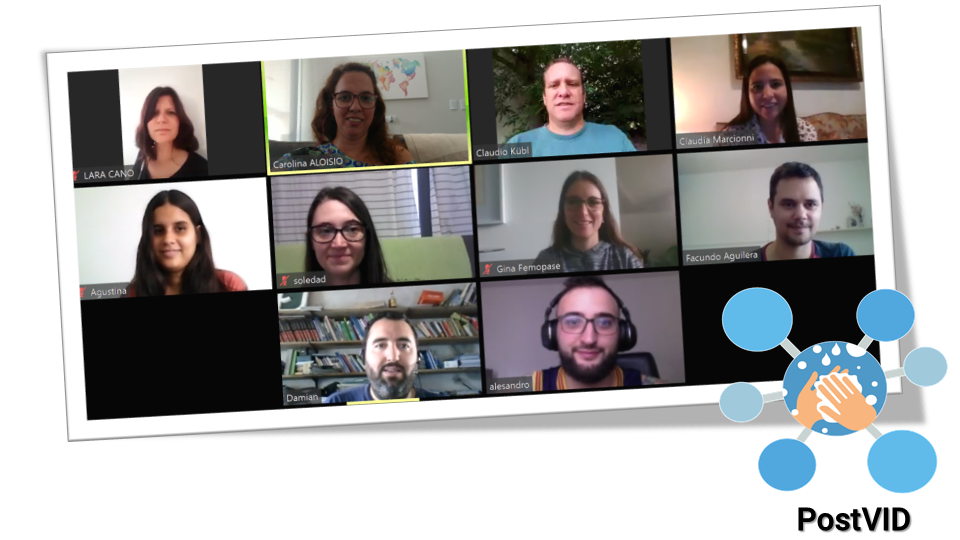 LARA CANO
Carolina ALOISIO
Claudio Kübl
Claudia Marcionni
Agustina
soledad
Gina Femopase
Facundo Aguilera
Damian
alesandro
PostVID